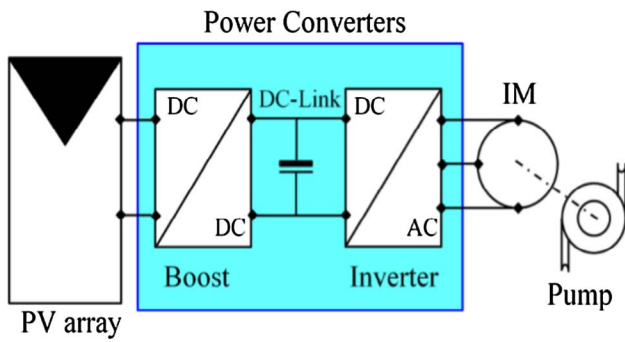 Power Converters
DC
DC-Link
DC
IM
DC
AC
Boost
Inverter
Pump
PV array